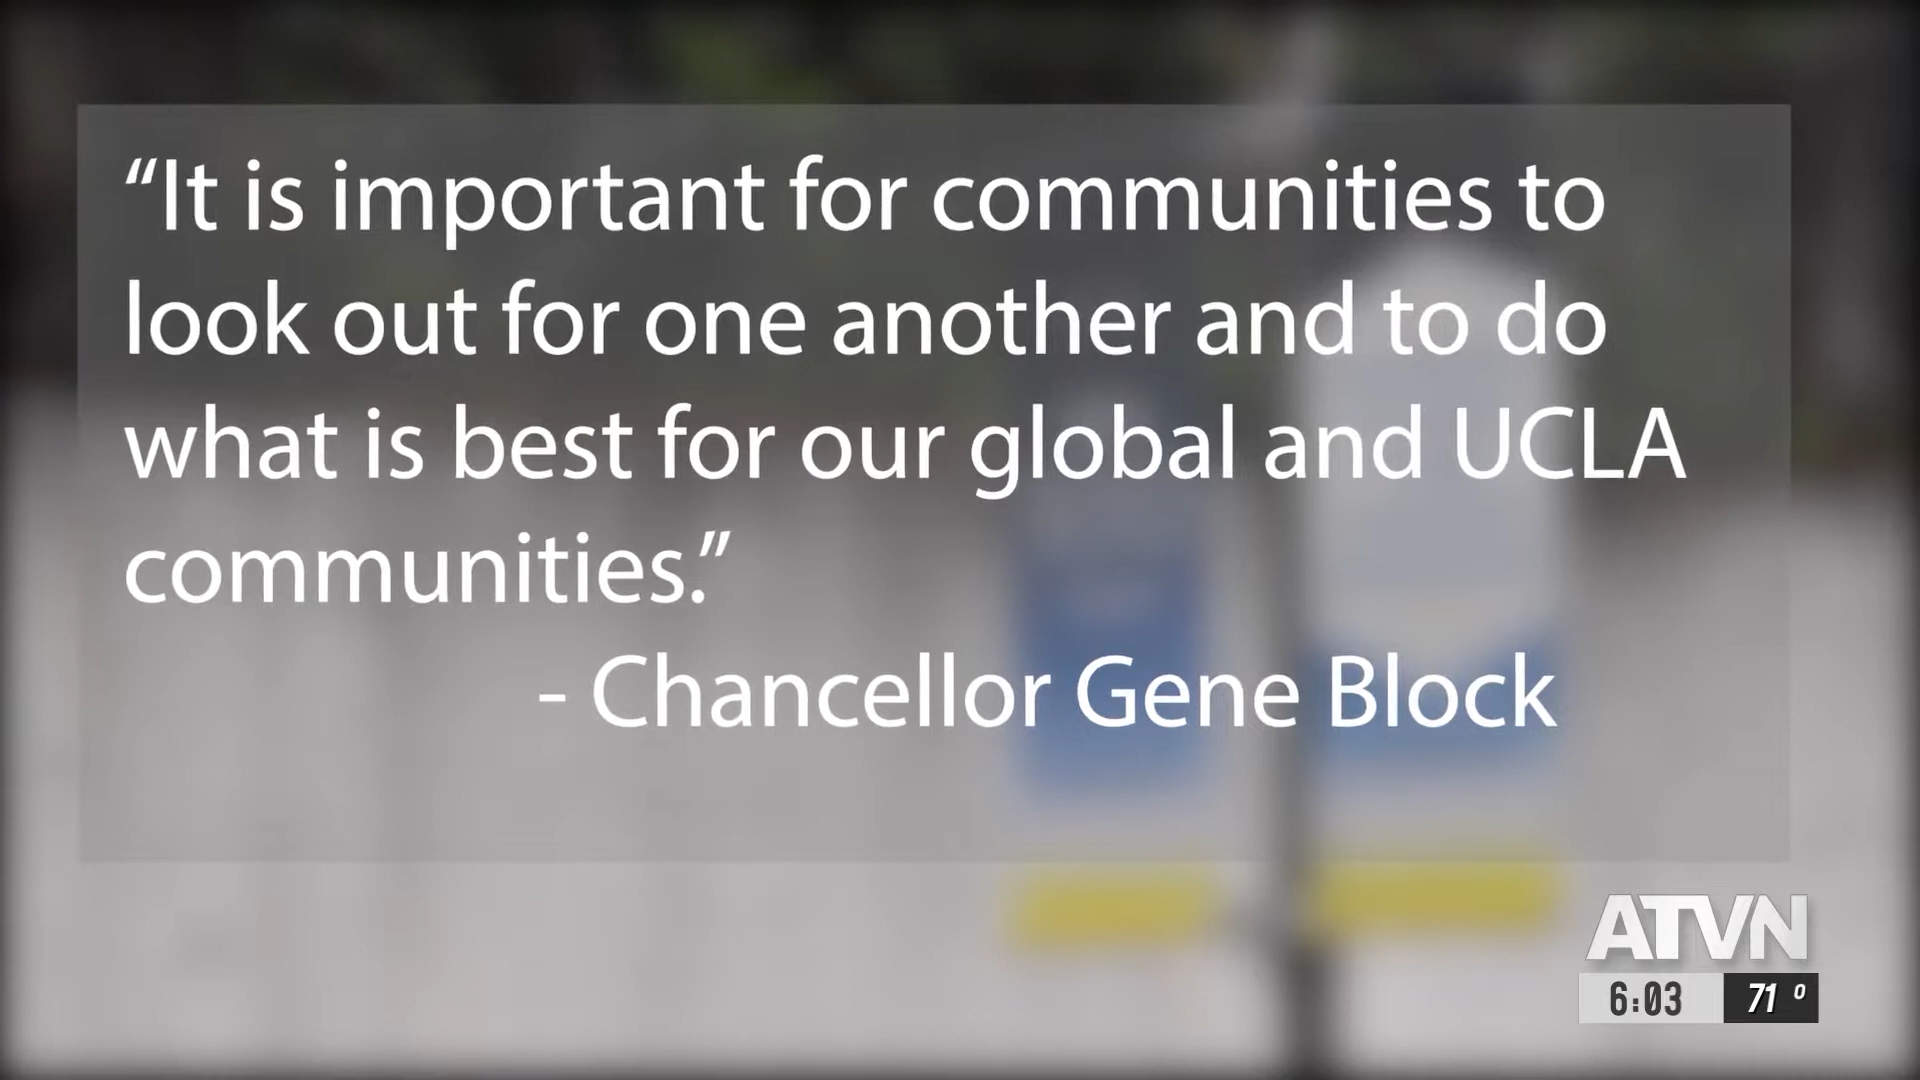 “It is important for communities to
look out for one another and to do
what is best for our global and UCLA
communities.”
- Chancellor Gene Block
ATVN
6:03 71°